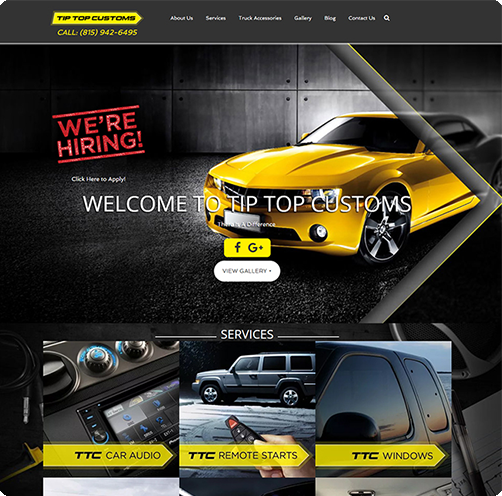 TIP TOP CUSTOMS
CALL: (815) 942-6495
About Us Services Truck Accessories Gallery Blog Contact Us
WE'RE
HIRING!
Click Here to Apply!
WELCOME TO TIP TOP CUSTOMS
There Is A Difference
f G+
VIEW GALLERY +
SERVICES
TTC CAR AUDIO
TTC REMOTE STARTS
TTC WINDOWS